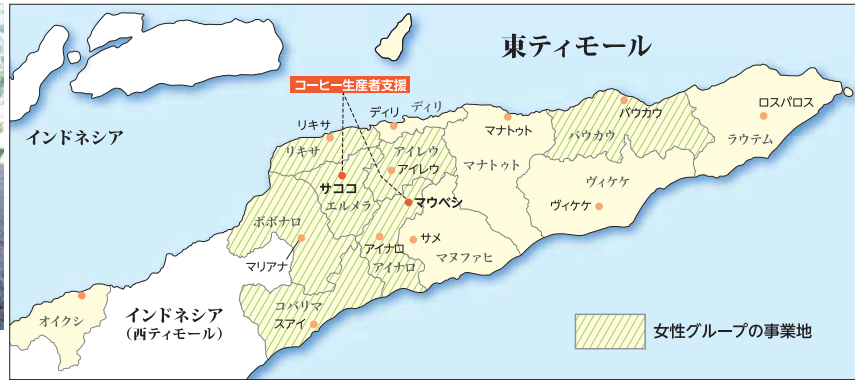 東ティモール
コーヒー生産者支援
インドネシア
リキサ
ディリ
ディリ
マナトゥト
バウカウ
バウカウ
ロスパロス
ラウテム
リキサ
アイレウ
アイレウ
マナトゥト
サココ
エルメラ
マウベシ
ヴィケケ
ヴィケケ
ボボナロ
マリアナ
アイナロ
サメ
アイナロ
マヌファヒ
コバリマ
スアイ
オイクシ
インドネシア
(西ティモール)
女性グループの事業地